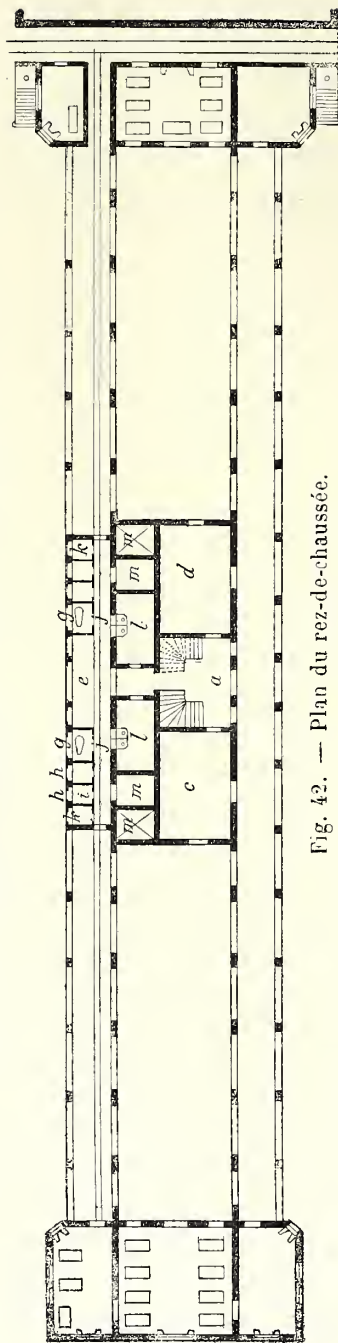 k
h
h
i
g
g
k
e
j
j
m
m
l
l
m
m
c
a
d
Fig. 42. — Plan du rez-de-chaussée.